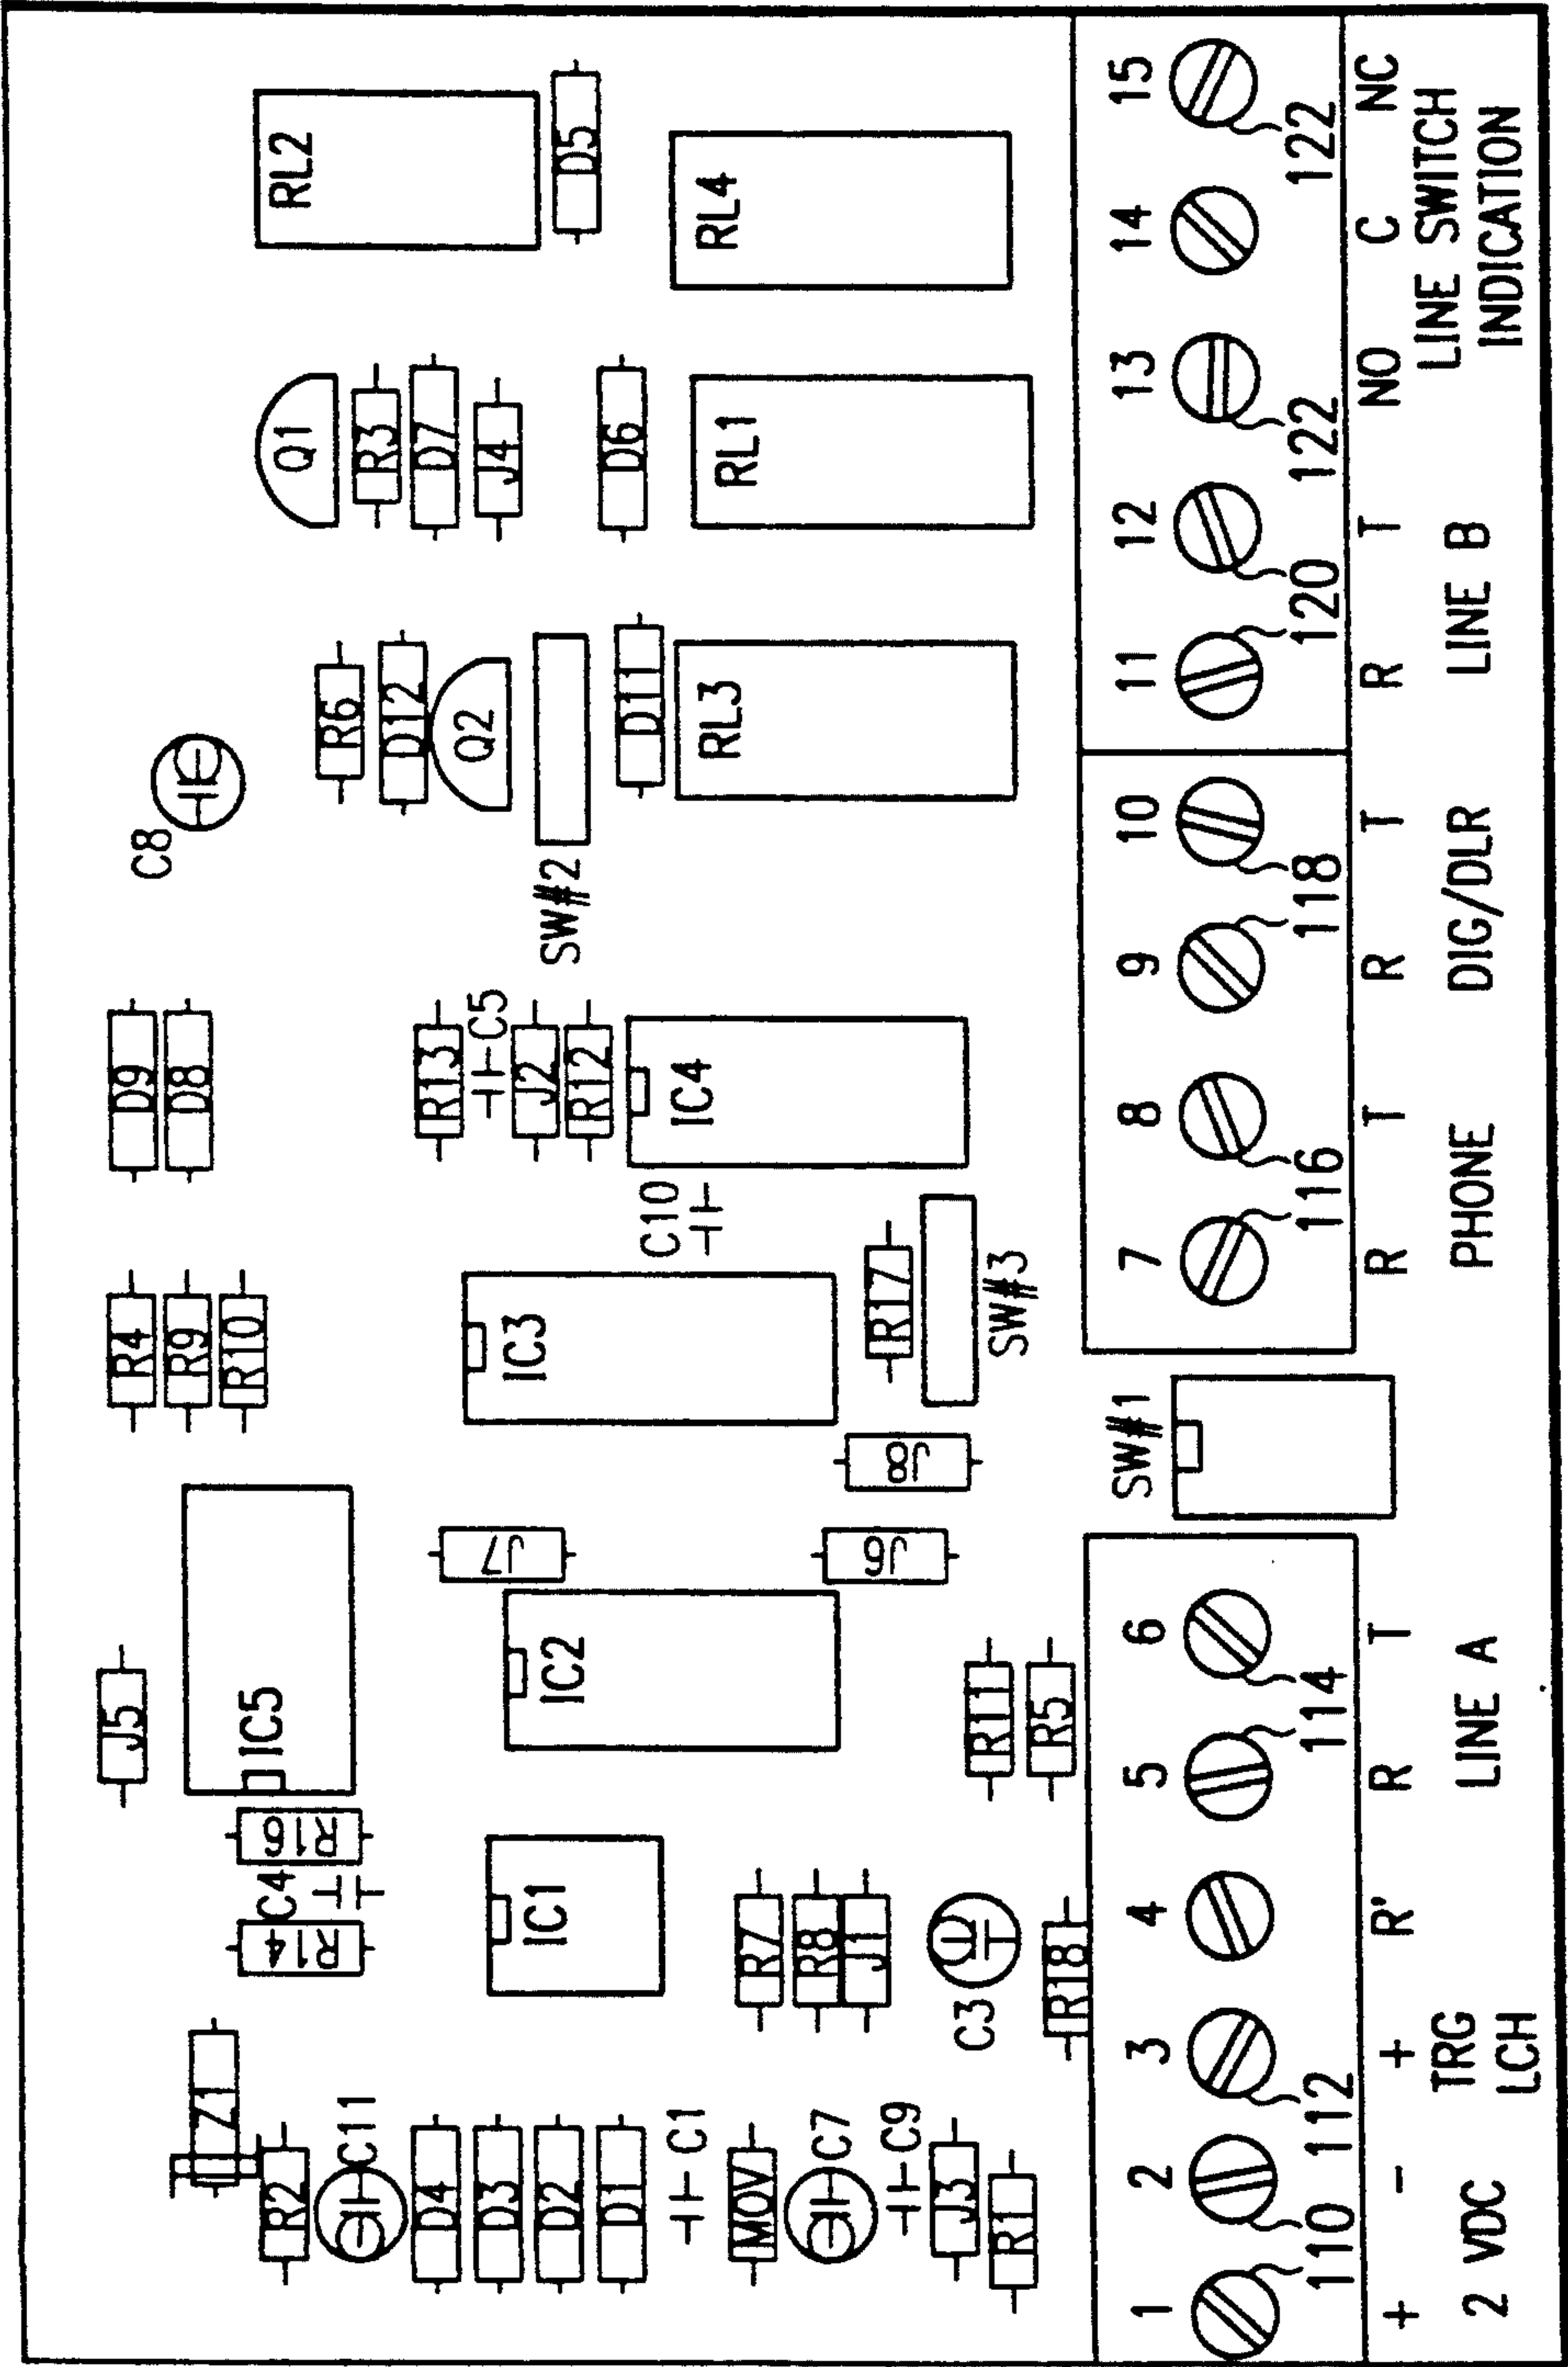 J5
D9
D8
R4
R9
R10
C8
Z1
R2
C11
R14
C4
R16
IC5
RL2
Q1
R3
D7
J4
D5
R6
D12
Q2
D6
SW#2
D11
D4
D3
D2
D1
C1
MOV
C7
C9
J3
R1
IC1
R7
R8
J1
C3
R18
J7
IC2
J6
R11
R5
IC3
J8
R17
SW#3
R13
C5
J2
R12
IC4
C10
RL3
RL1
RL4
SW#1
1 2 3 4 5 6 7 8 9 10 11 12 13 14 15
110 112 114 116 118 120 122 122
+ - + R' R T R T R T R T NO C NC
2 VDC TRG LINE A PHONE DIG/DLR LINE B LINE SWITCH
LCH INDICATION